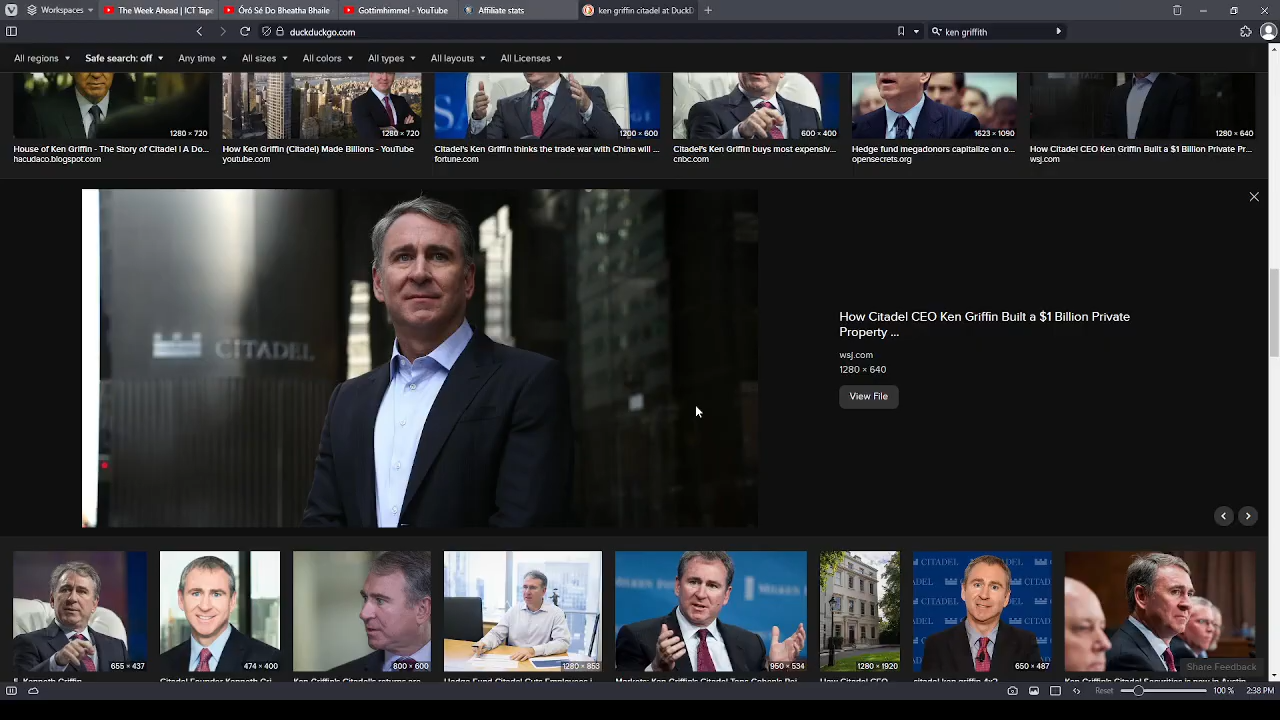 Workspaces
The Week Ahead | ICT Tape
Óró Sé Do Bheatha Bhaile
Gottimhimmel - YouTube
Affiliate stats
ken griffin citadel at DuckD
duckduckgo.com
ken griffith
All regions
Safe search: off
Any time
All sizes
All colors
All types
All layouts
All Licenses
1280 × 720
1280 × 720
1200 × 600
600 × 400
1623 × 1090
1280 × 640
House of Ken Griffin - The Story of Citadel I A Do...
hacudaco.blogspot.com
How Ken Griffin (Citadel) Made Billions - YouTube
youtube.com
Citadel's Ken Griffin thinks the trade war with China will ...
fortune.com
Citadel's Ken Griffin buys most expensiv...
cnbc.com
Hedge fund megadonors capitalize on o...
opensecrets.org
How Citadel CEO Ken Griffin Built a $1 Billion Private Pr...
wsj.com
CITADEL
How Citadel CEO Ken Griffin Built a $1 Billion Private
Property ...
wsj.com
1280 × 640
View File
CITADEL
CITADEL
655 × 437
474 × 400
800 × 600
1280 × 853
950 × 534
1280 × 1920
650 × 487
Share Feedback
Reset
100 %
2:38 PM